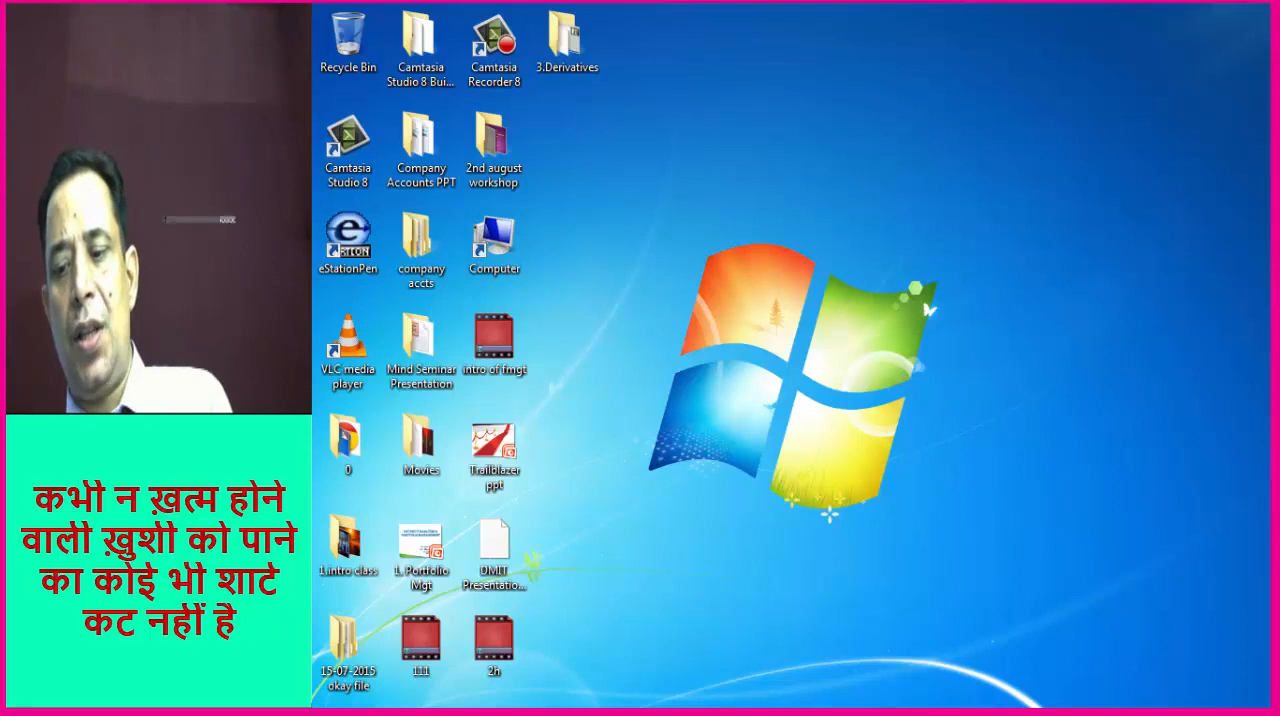 Recycle Bin
Camtasia
Studio 8 Bui...
Camtasia
Recorder 8
3.Derivatives
Camtasia
Studio 8
Company
Accounts PPT
2nd august
workshop
eStationPen
company
accts
Computer
VLC media
player
Mind Seminar
Presentation
intro of fmgt
0
Movies
Trailblazer
ppt
1.intro class
1. Portfolio
Mgt
DMIT
Presentatio...
15-07-2015
okay file
111
2h
कभी न ख़त्म होने
वाली ख़ुशी को पाने
का कोई भी शार्ट
कट नहीं है